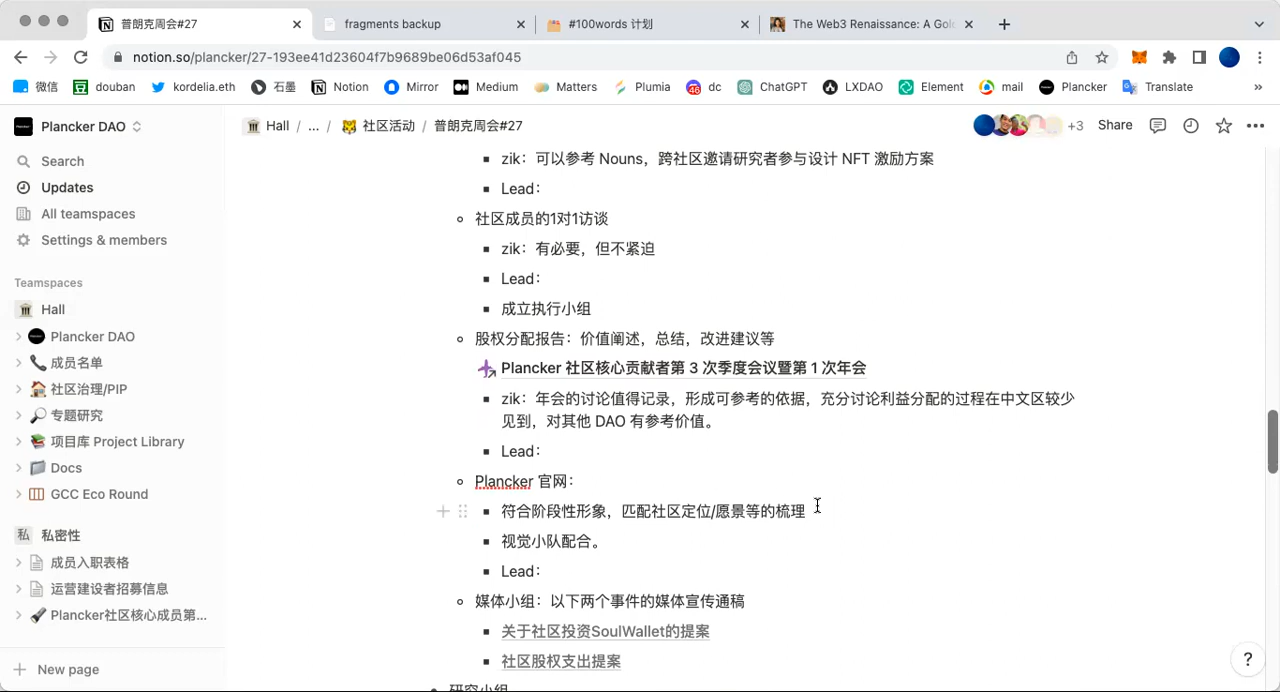 普朗克周会#27
fragments backup
#100words 计划
The Web3 Renaissance: A Gol
notion.so/plancker/27-193ee41d23604f7b9689be06d53af045
微信
douban
kordelia.eth
石墨
Notion
Mirror
Medium
Matters
Plumia
46
dc
ChatGPT
LXDAO
Element
mail
Plancker
Translate
»
Plancker DAO
Hall / ... / 社区活动 / 普朗克周会#27
+3
Share
Search
Updates
All teamspaces
Settings & members
Teamspaces
Hall
Plancker DAO
成员名单
社区治理/PIP
专题研究
项目库 Project Library
Docs
GCC Eco Round
私 私密性
成员入职表格
运营建设者招募信息
Plancker社区核心成员第...
New page
zik：可以参考 Nouns，跨社区邀请研究者参与设计 NFT 激励方案
Lead：
社区成员的1对1访谈
zik：有必要，但不紧迫
Lead：
成立执行小组
股权分配报告：价值阐述，总结，改进建议等
Plancker 社区核心贡献者第 3 次季度会议暨第 1 次年会
zik：年会的讨论值得记录，形成可参考的依据，充分讨论利益分配的过程在中文区较少
见到，对其他 DAO 有参考价值。
Lead：
Plancker 官网：
符合阶段性形象，匹配社区定位/愿景等的梳理
视觉小队配合。
Lead：
媒体小组：以下两个事件的媒体宣传通稿
关于社区投资SoulWallet的提案
社区股权支出提案
研究小组
?